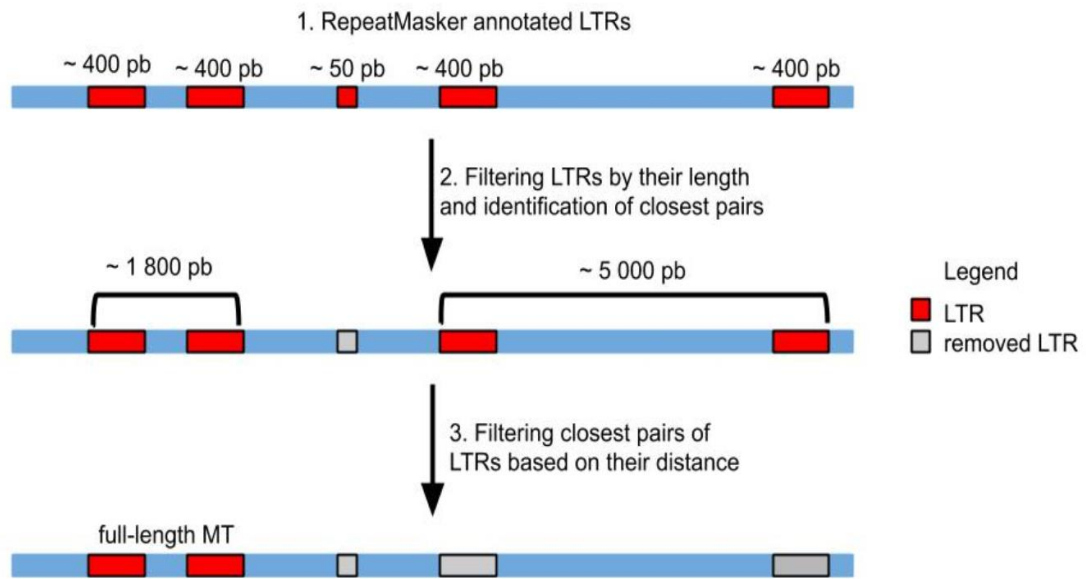 1. RepeatMasker annotated LTRs
~ 400 pb ~ 400 pb ~ 50 pb ~ 400 pb ~ 400 pb
2. Filtering LTRs by their length
and identification of closest pairs
~ 1 800 pb ~ 5 000 pb
Legend
LTR
removed LTR
3. Filtering closest pairs of
LTRs based on their distance
full-length MT